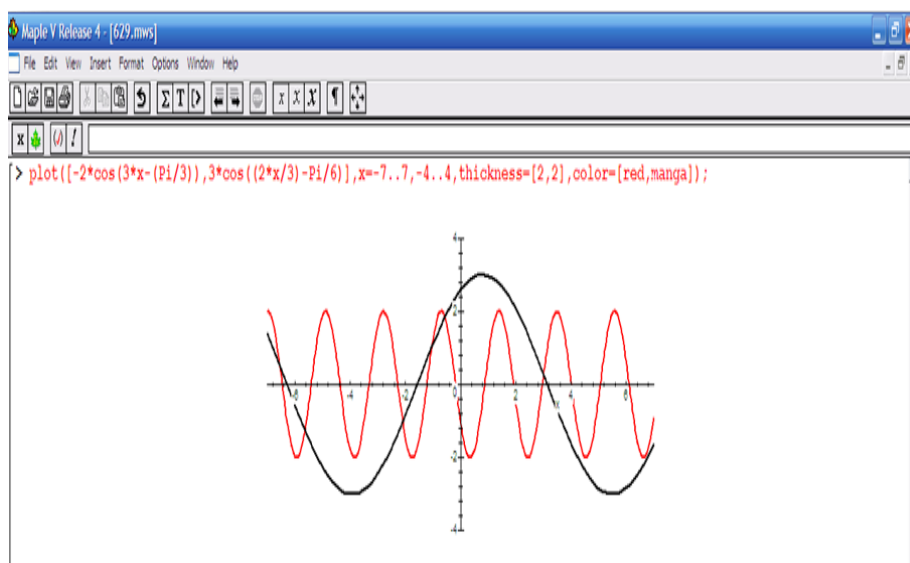 Maple V Release 4 - [629.mws]
File Edit View Insert Format Options Window Help
Σ T [>
x x x ¶
x (/) !
> plot([-2*cos(3*x-(Pi/3)),3*cos((2*x/3)-Pi/6)],x=-7..7,-4..4,thickness=[2,2],color=[red,manga]);
4
2
-6 -4 -2 0 2 x 6
-2
-4